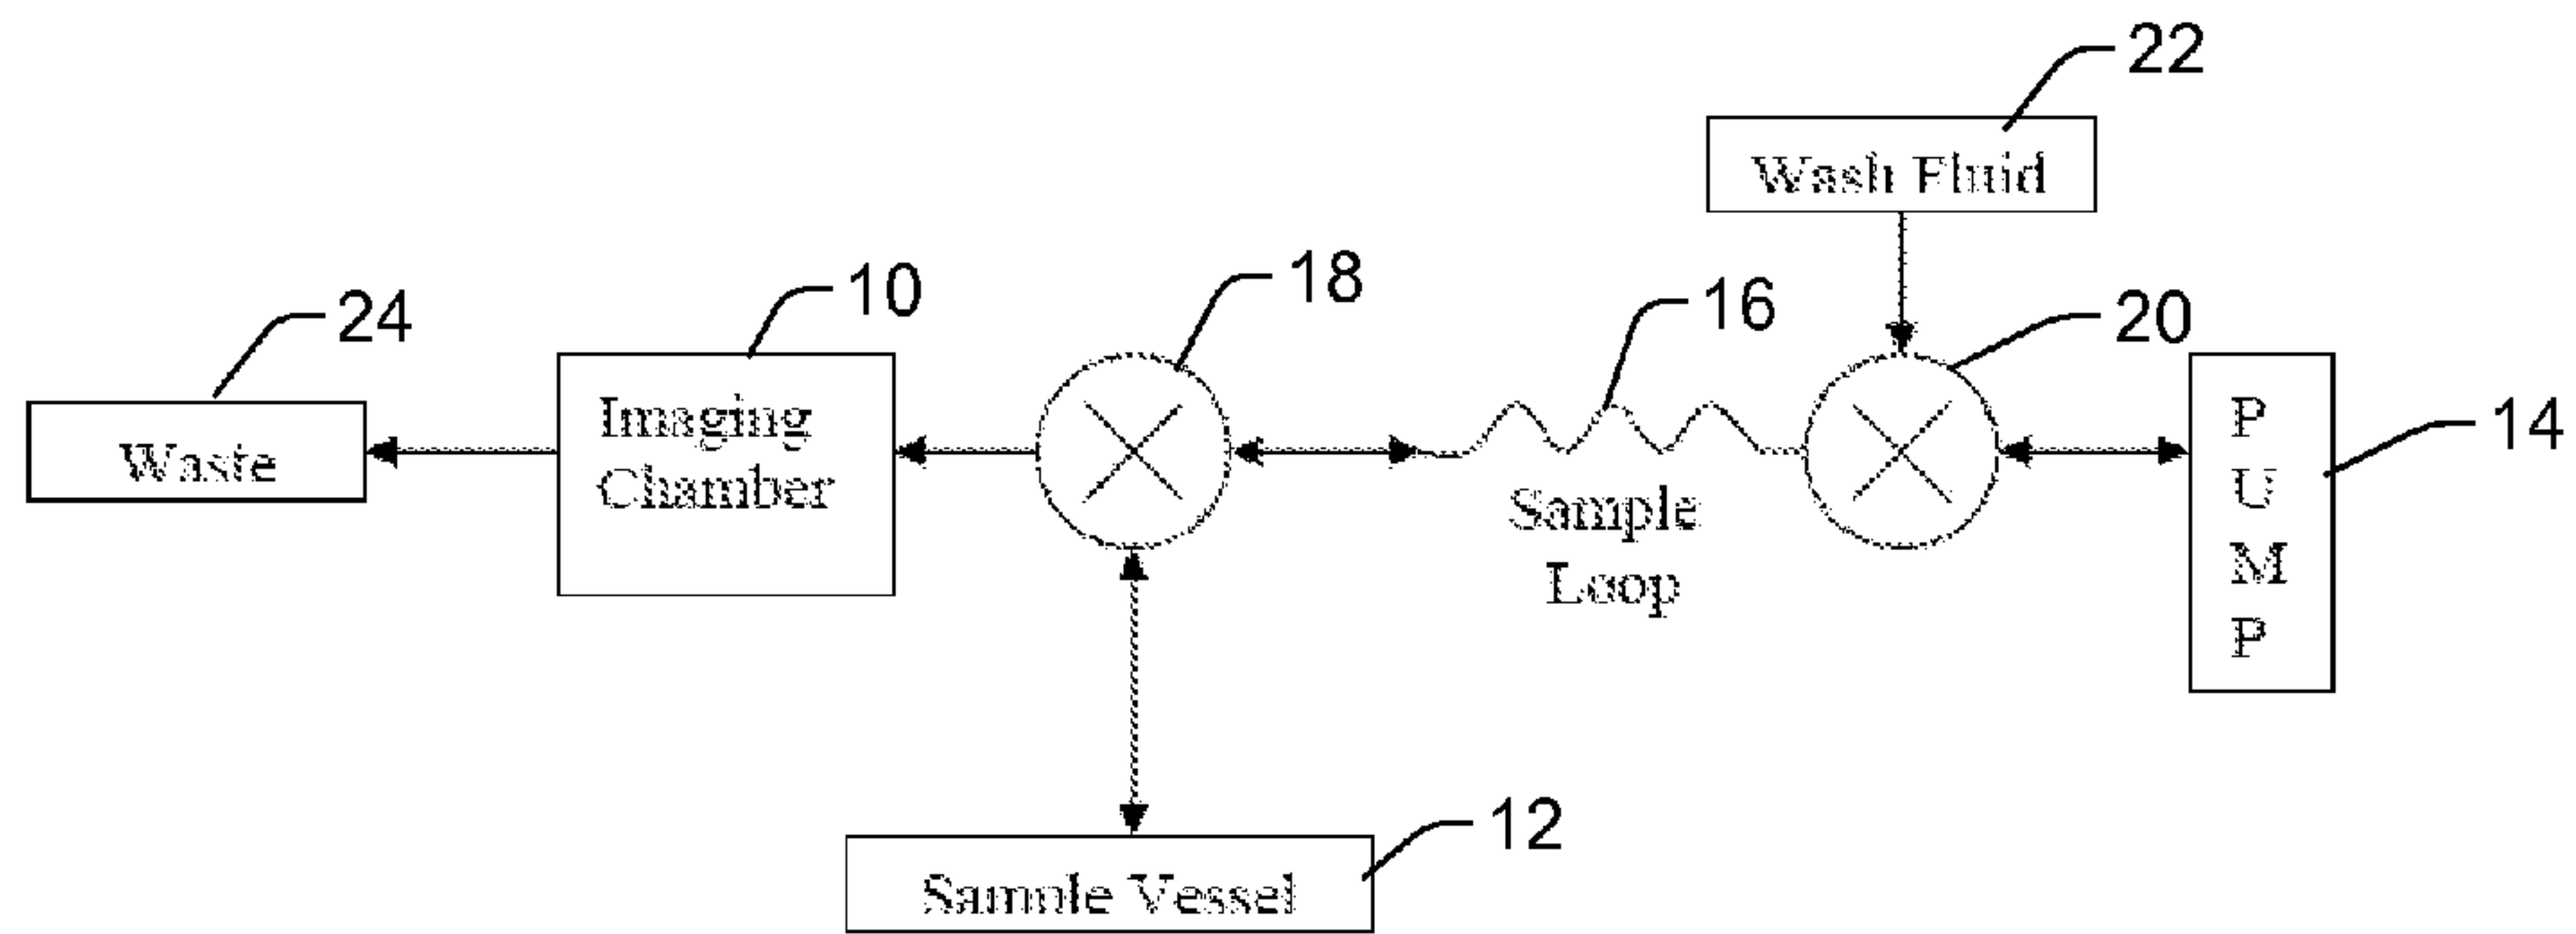 22
Wash Fluid
10
18
24
16
20
Imaging
Chamber
Waste
Sample
Loop
P
U
M
P
14
12
Sample Vessel